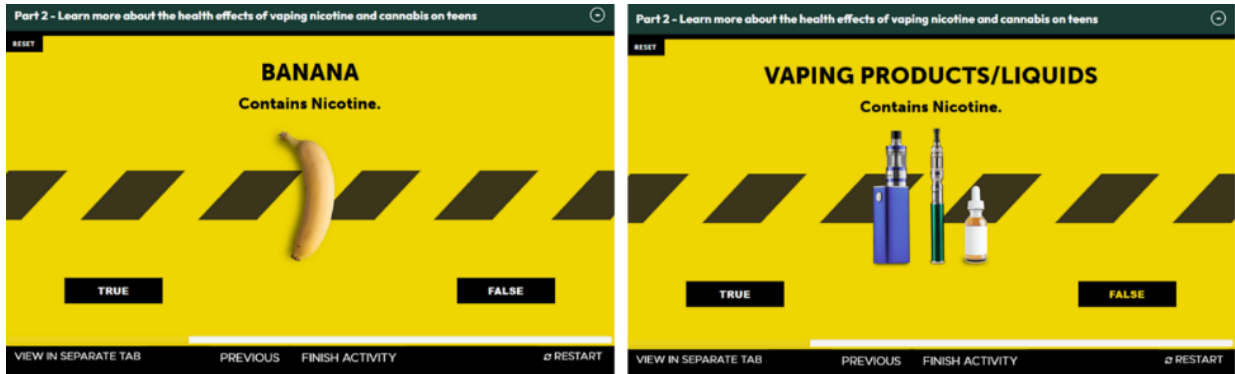 Part 2 - Learn more about the health effects of vaping nicotine and cannabis on teens
RESET
BANANA
Contains Nicotine.
TRUE
FALSE
VIEW IN SEPARATE TAB
PREVIOUS
FINISH ACTIVITY
RESTART
Part 2 - Learn more about the health effects of vaping nicotine and cannabis on teens
RESET
VAPING PRODUCTS/LIQUIDS
Contains Nicotine.
TRUE
FALSE
VIEW IN SEPARATE TAB
PREVIOUS
FINISH ACTIVITY
RESTART